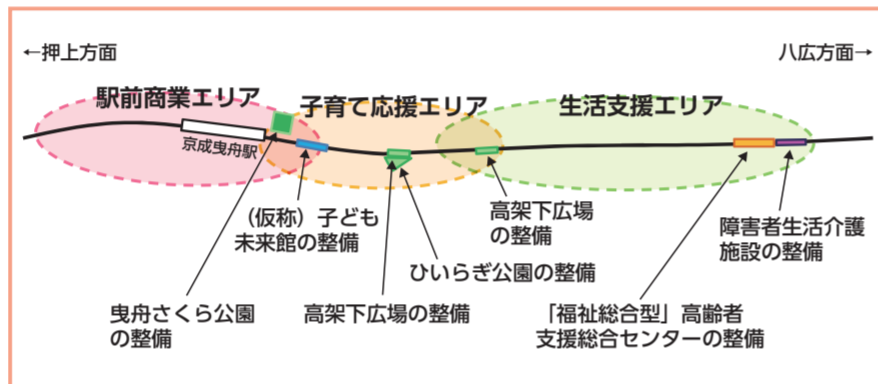 ←押上方面
八広方面→
駅前商業エリア
子育て応援エリア
生活支援エリア
京成曳舟駅
（仮称）子ども
未来館の整備
高架下広場
の整備
障害者生活介護
施設の整備
ひいらぎ公園の整備
曳舟さくら公園
の整備
高架下広場の整備
「福祉総合型」高齢者
支援総合センターの整備